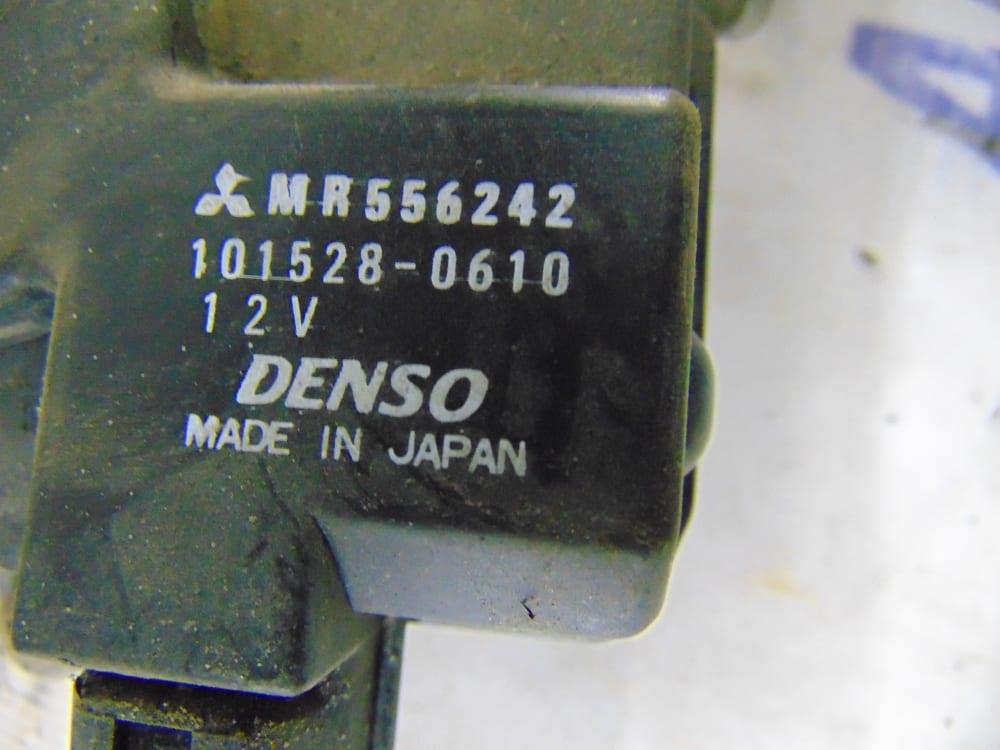 MR556242
101528-0610
12V
DENSO
MADE IN JAPAN